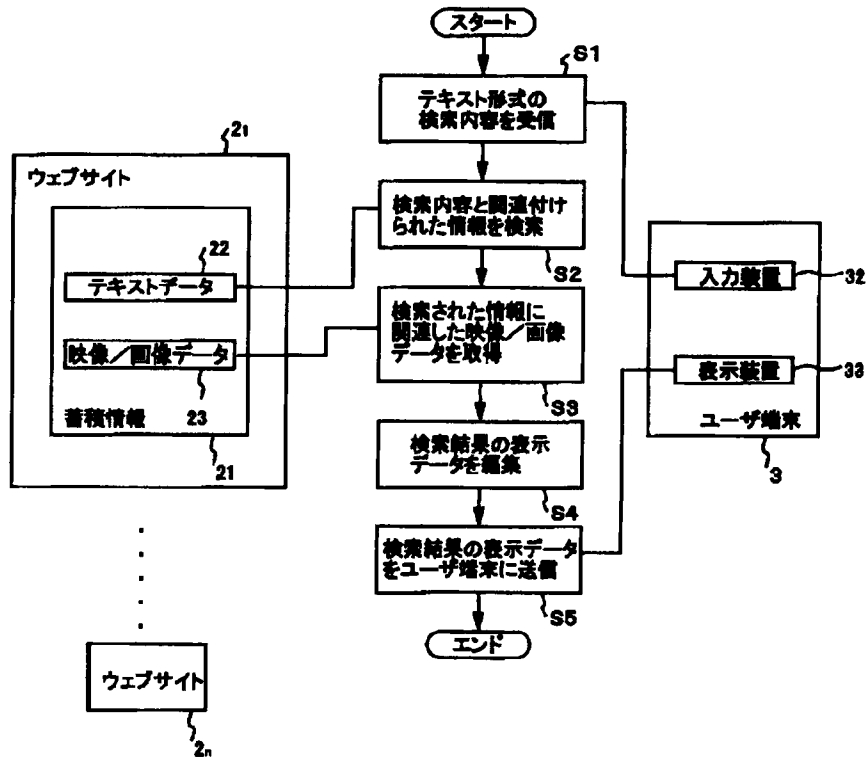 スタート
S1
テキスト形式の
検索内容を受信
検索内容と関連付け
られた情報を検索
S2
検索された情報に
関連した映像／画像
データを取得
S3
検索結果の表示
データを編集
S4
検索結果の表示データ
をユーザ端末に送信
S5
エンド
21
ウェブサイト
22
テキストデータ
映像／画像データ
蓄積情報
23
21
ウェブサイト
2n
入力装置
32
表示装置
33
ユーザ端末
3